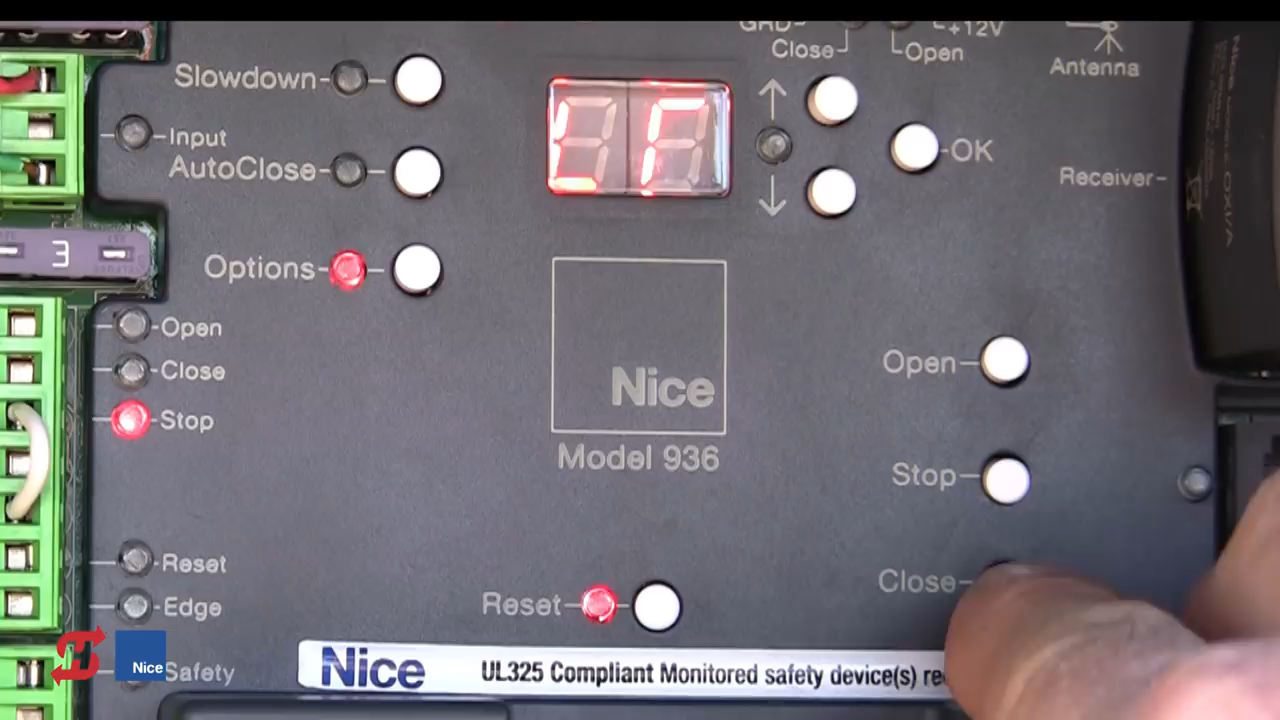 GRD
+12V
Close
Open
Antenna
Slowdown
Input
AutoClose
OK
Receiver
3
Options
Open
Close
Stop
Nice
Model 936
Open
Stop
Close
Reset
Edge
Reset
Safety
Nice
Nice
UL325 Compliant Monitored safety device(s)